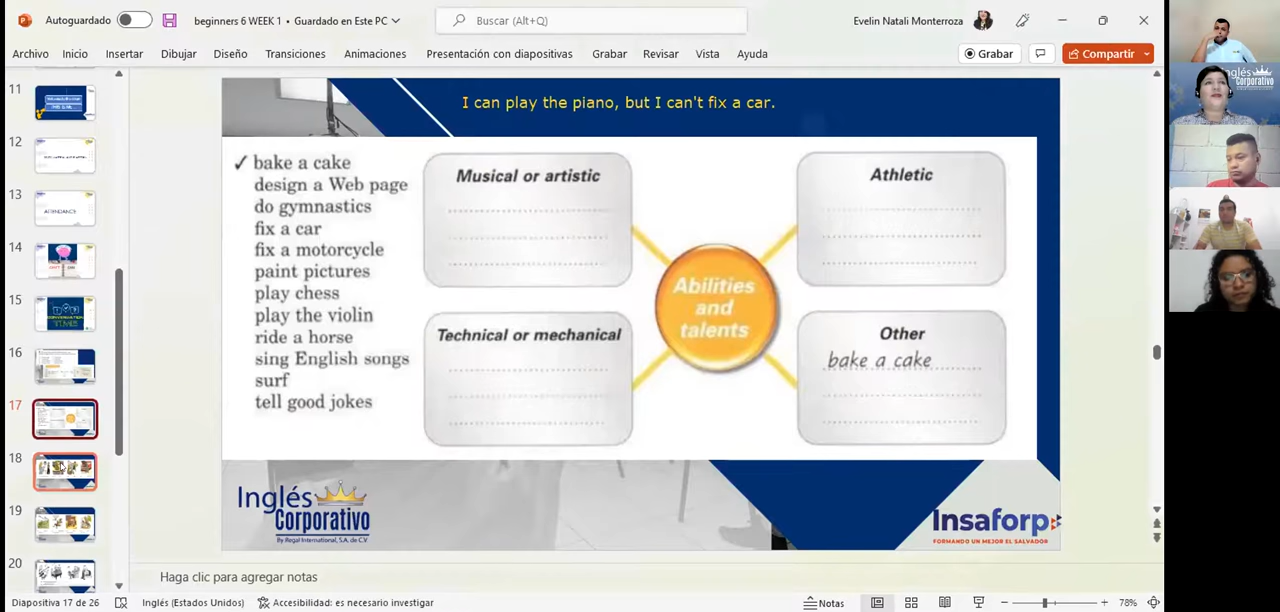 Autoguardado
beginners 6 WEEK 1 • Guardado en Este PC
Buscar (Alt+Q)
Evelin Natali Monterroza
Archivo Inicio Insertar Dibujar Diseño Transiciones Animaciones Presentación con diapositivas Grabar Revisar Vista Ayuda
Grabar
Compartir
I can play the piano, but I can't fix a car.
✓ bake a cake
design a Web page
do gymnastics
fix a car
fix a motorcycle
paint pictures
play chess
play the violin
ride a horse
sing English songs
surf
tell good jokes
Musical or artistic
Athletic
Abilities
and
talents
Technical or mechanical
Other
bake a cake
Inglés
Corporativo
By Regal International, S.A. de C.V
Insaforp
FORMANDO UN MEJOR EL SALVADOR
11
12
13
ATTENDANCE
14
15
16
17
18
19
20
Haga clic para agregar notas
Diapositiva 17 de 26
Inglés (Estados Unidos)
Accesibilidad: es necesario investigar
Notas
78%
Inglés
Corporativo